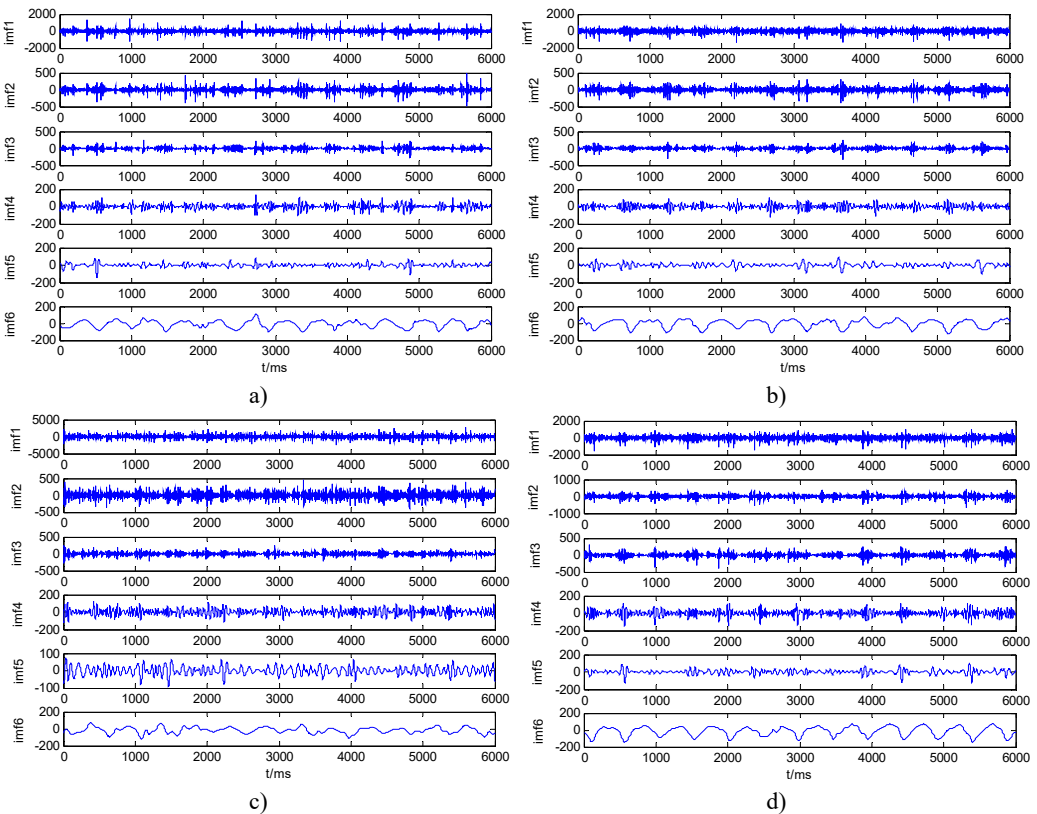 imf1 2000 0 -2000 0 1000 2000 3000 4000 5000 6000
imf2 500 0 -500 0 1000 2000 3000 4000 5000 6000
imf3 500 0 -500 0 1000 2000 3000 4000 5000 6000
imf4 200 0 -200 0 1000 2000 3000 4000 5000 6000
imf5 200 0 -200 0 1000 2000 3000 4000 5000 6000
imf6 200 0 -200 0 1000 2000 3000 4000 5000 6000
t/ms
a)
imf1 2000 0 -2000 0 1000 2000 3000 4000 5000 6000
imf2 500 0 -500 0 1000 2000 3000 4000 5000 6000
imf3 500 0 -500 0 1000 2000 3000 4000 5000 6000
imf4 200 0 -200 0 1000 2000 3000 4000 5000 6000
imf5 200 0 -200 0 1000 2000 3000 4000 5000 6000
imf6 200 0 -200 0 1000 2000 3000 4000 5000 6000
t/ms
b)
imf1 5000 0 -5000 0 1000 2000 3000 4000 5000 6000
imf2 500 0 -500 0 1000 2000 3000 4000 5000 6000
imf3 500 0 -500 0 1000 2000 3000 4000 5000 6000
imf4 200 0 -200 0 1000 2000 3000 4000 5000 6000
imf5 100 0 -100 0 1000 2000 3000 4000 5000 6000
imf6 200 0 -200 0 1000 2000 3000 4000 5000 6000
t/ms
c)
imf1 2000 0 -2000 0 1000 2000 3000 4000 5000 6000
imf2 1000 0 -1000 0 1000 2000 3000 4000 5000 6000
imf3 500 0 -500 0 1000 2000 3000 4000 5000 6000
imf4 200 0 -200 0 1000 2000 3000 4000 5000 6000
imf5 200 0 -200 0 1000 2000 3000 4000 5000 6000
imf6 200 0 -200 0 1000 2000 3000 4000 5000 6000
t/ms
d)